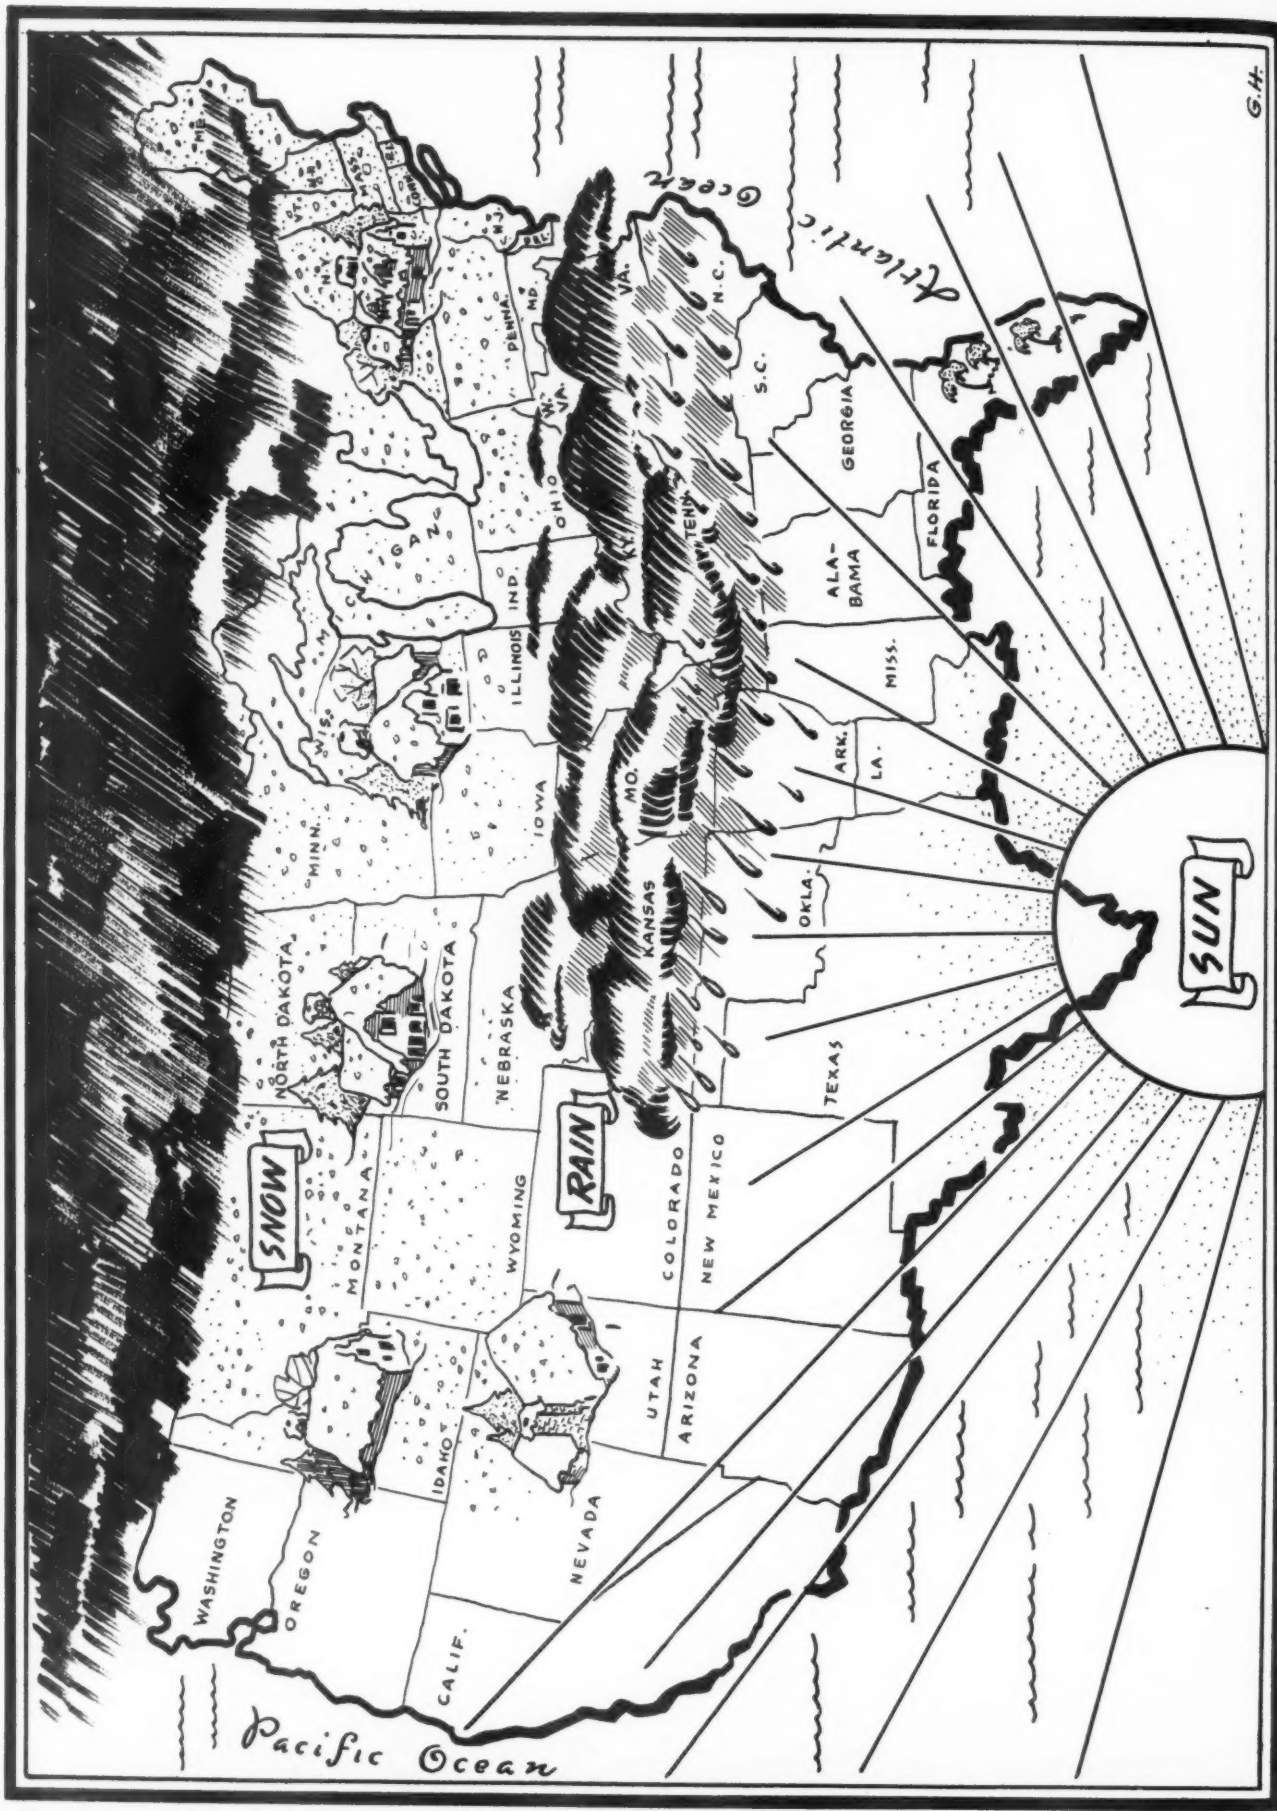 WASHINGTON
OREGON
CALIF.
NEVADA
IDAHO
MONTANA
SNOW
WYOMING
UTAH
ARIZONA
COLORADO
NEW MEXICO
RAIN
NORTH DAKOTA
SOUTH DAKOTA
NEBRASKA
KANSAS
OKLA.
TEXAS
MINN.
IOWA
MO.
ARK.
LA.
WIS.
ILLINOIS
MICHIGAN
IND.
OHIO
KY.
TENN.
MISS.
ALA-
BAMA
GEORGIA
FLORIDA
S.C.
N.C.
VA.
W.
VA.
MD.
DEL.
PENNA.
N.J.
N.Y.
CONN.
R.I.
MASS.
VT.
N.H.
ME.
Pacific Ocean
Atlantic
Ocean
SUN
G.H.